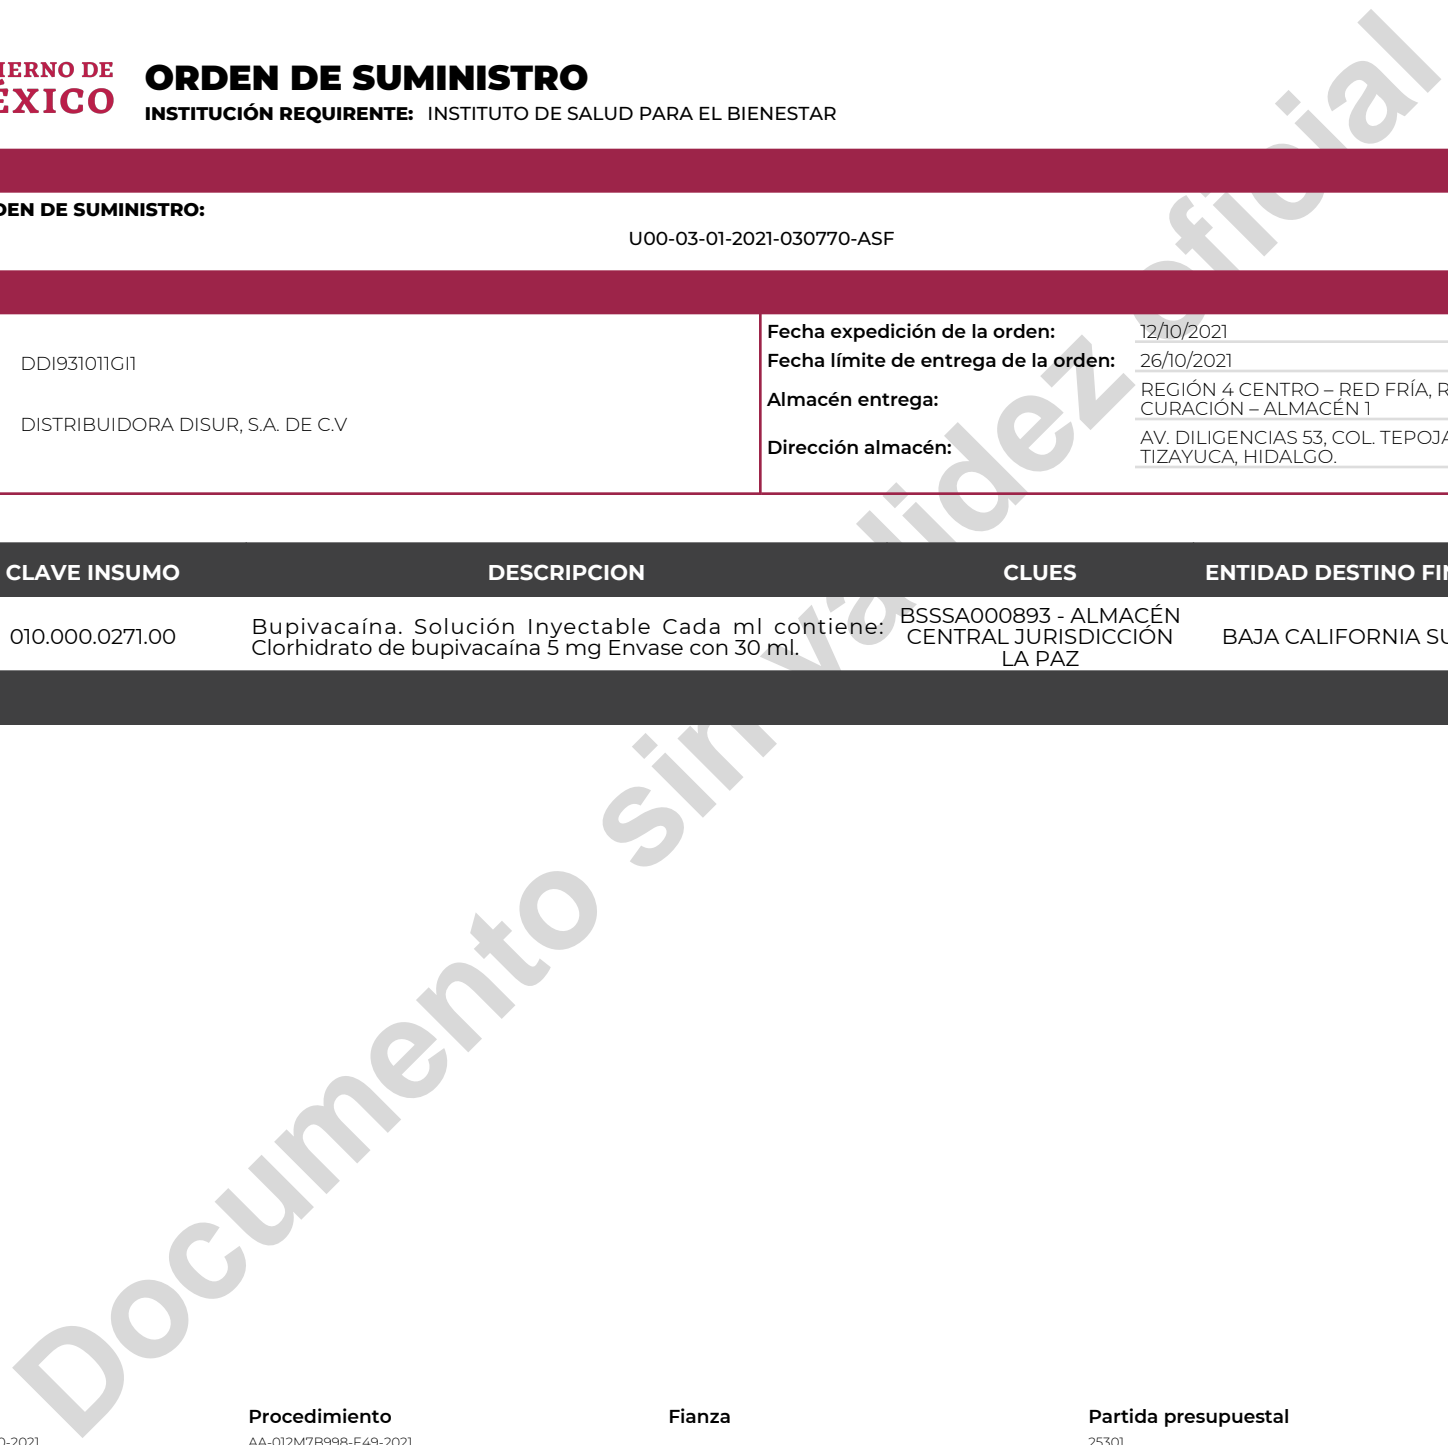 ORDEN DE SUMINISTRO
INSTITUCIÓN REQUIRENTE: INSTITUTO DE SALUD PARA EL BIENESTAR
DE
ÉXICO
DE SUMINISTRO:
U00-03-01-2021-030770-ASF
DDI931011GI1
DISTRIBUIDORA DISUR, S.A. DE C.V
Fecha expedición de la orden: 12/10/2021
Fecha límite de entrega de la orden: 26/10/2021
Almacén entrega: REGIÓN 4 CENTRO – RED FRÍA, R
CURACIÓN – ALMACÉN 1
Dirección almacén: AV. DILIGENCIAS 53, COL. TEPOJA
TIZAYUCA, HIDALGO.
CLAVE INSUMO DESCRIPCION CLUES ENTIDAD DESTINO
010.000.0271.00
Bupivacaína. Solución Inyectable Cada ml contiene:
Clorhidrato de bupivacaína 5 mg Envase con 30 ml.
BSSSA000893 - ALMACÉN
CENTRAL JURISDICCIÓN
LA PAZ
BAJA CALIFORNIA
Documento sin validez oficial
Procedimiento Fianza Partida presupuestal
AA-012M7B998-E49-2021 25301